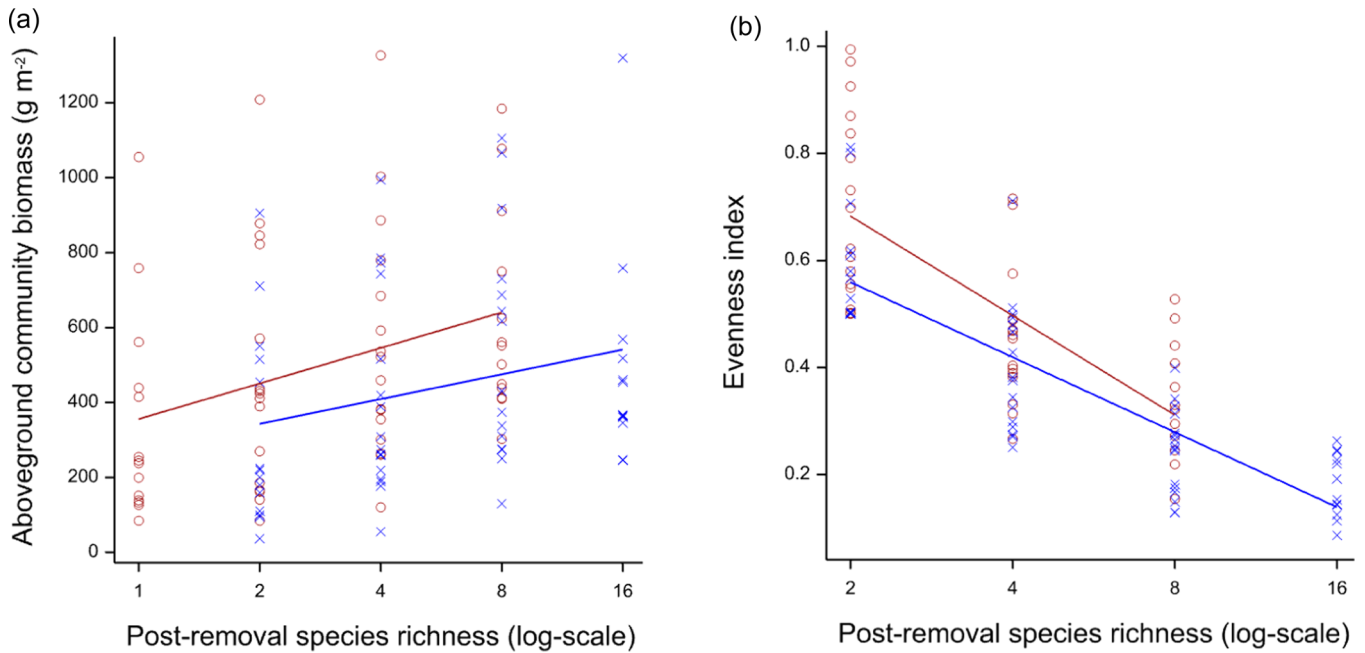 (a)
Aboveground community biomass (g m⁻²)
1200
1000
800
600
400
200
0
1 2 4 8 16
Post-removal species richness (log-scale)
(b)
Evenness index
1.0
0.8
0.6
0.4
0.2
2 4 8 16
Post-removal species richness (log-scale)